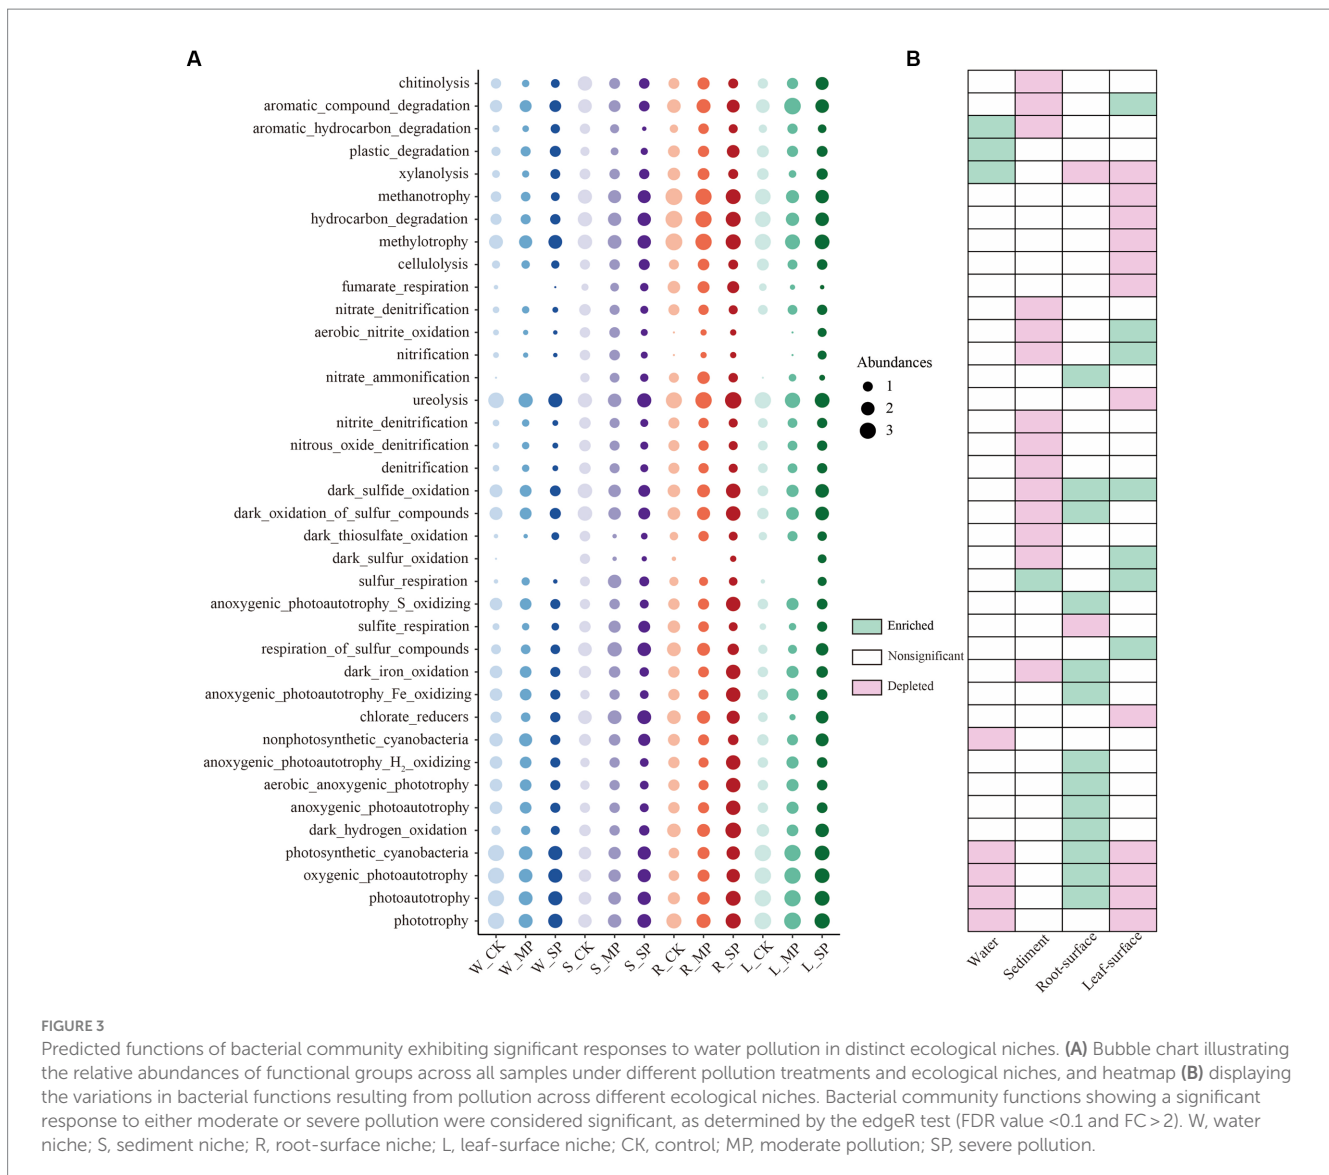 A
B
chitinolysis
aromatic_compound_degradation
aromatic_hydrocarbon_degradation
plastic_degradation
xylanolysis
methanotrophy
hydrocarbon_degradation
methylotrophy
cellulolysis
fumarate_respiration
nitrate_denitrification
aerobic_nitrite_oxidation
nitrification
nitrate_ammonification
ureolysis
nitrite_denitrification
nitrous_oxide_denitrification
denitrification
dark_sulfide_oxidation
dark_oxidation_of_sulfur_compounds
dark_thiosulfate_oxidation
dark_sulfur_oxidation
sulfur_respiration
anoxygenic_photoautotrophy_S_oxidizing
sulfite_respiration
respiration_of_sulfur_compounds
dark_iron_oxidation
anoxygenic_photoautotrophy_Fe_oxidizing
chlorate_reducers
nonphotosynthetic_cyanobacteria
anoxygenic_photoautotrophy_H₂_oxidizing
aerobic_anoxygenic_phototrophy
anoxygenic_photoautotrophy
dark_hydrogen_oxidation
photosynthetic_cyanobacteria
oxygenic_photoautotrophy
photoautotrophy
phototrophy
W_CK W_MP W_SP S_CK S_MP S_SP R_CK R_MP R_SP L_CK L_MP L_SP
Abundances
1
2
3
Enriched
Nonsignificant
Depleted
Water Sediment Root-surface Leaf-surface
FIGURE 3
Predicted functions of bacterial community exhibiting significant responses to water pollution in distinct ecological niches. (A) Bubble chart illustrating
the relative abundances of functional groups across all samples under different pollution treatments and ecological niches, and heatmap (B) displaying
the variations in bacterial functions resulting from pollution across different ecological niches. Bacterial community functions showing a significant
response to either moderate or severe pollution were considered significant, as determined by the edgeR test (FDR value <0.1 and FC > 2). W, water
niche; S, sediment niche; R, root-surface niche; L, leaf-surface niche; CK, control; MP, moderate pollution; SP, severe pollution.